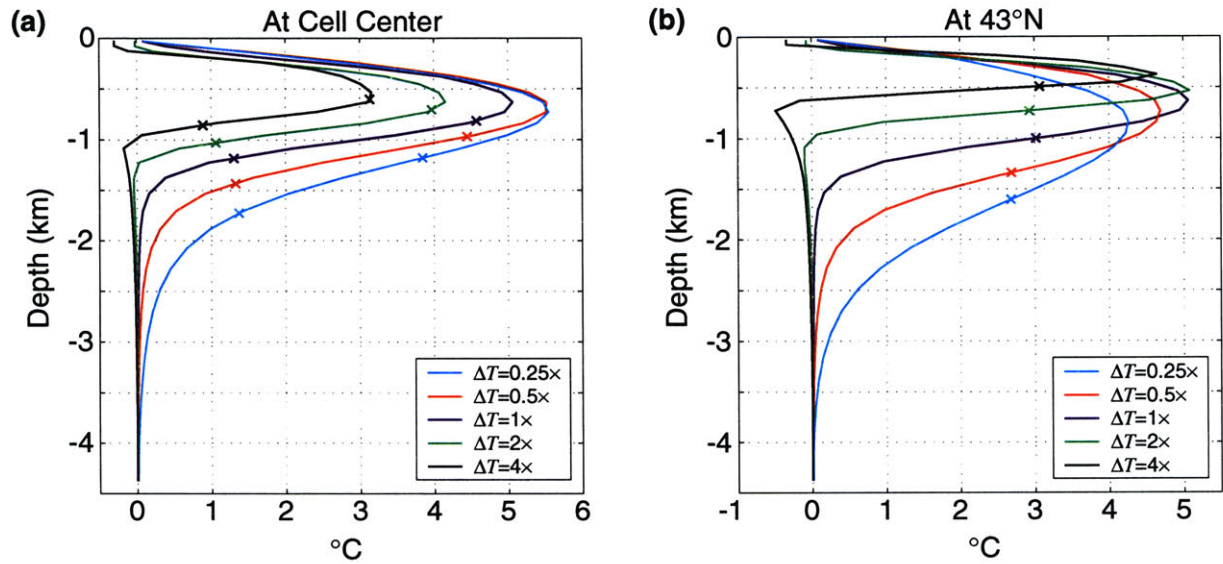 (a) At Cell Center
0
-1
-2
-3
-4
Depth (km)
0 1 2 3 4 5 6
°C
ΔT=0.25×
ΔT=0.5×
ΔT=1×
ΔT=2×
ΔT=4×
(b) At 43°N
0
-1
-2
-3
-4
Depth (km)
-1 0 1 2 3 4 5
°C
ΔT=0.25×
ΔT=0.5×
ΔT=1×
ΔT=2×
ΔT=4×